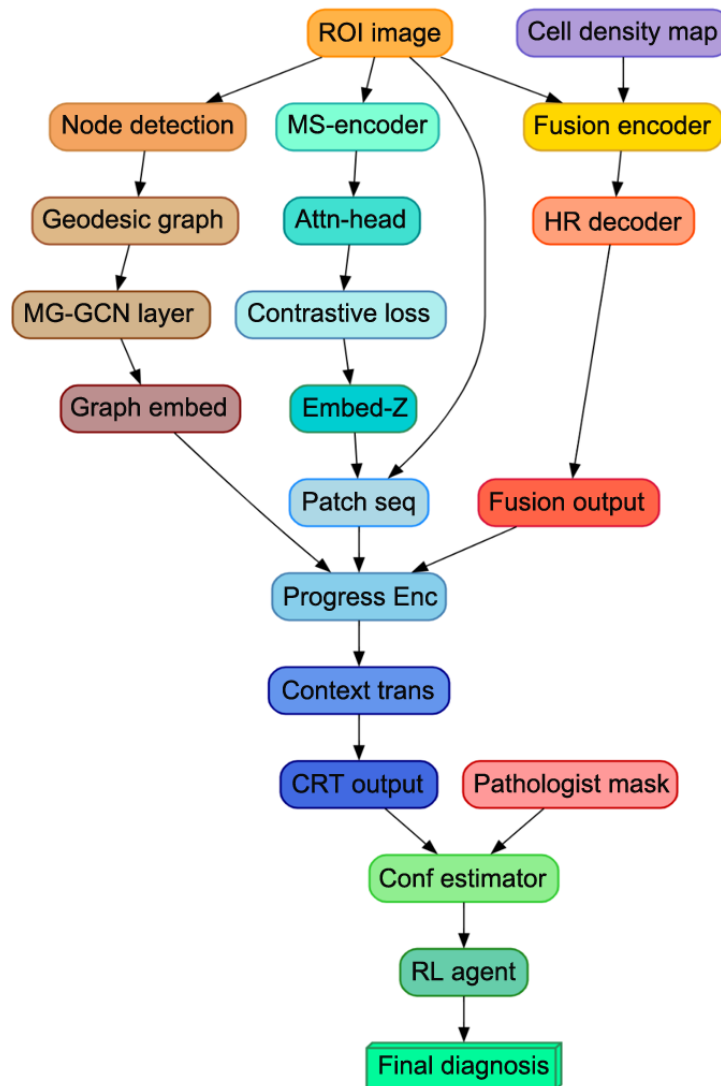 ROI image
Cell density map
Node detection
MS-encoder
Fusion encoder
Geodesic graph
Attn-head
HR decoder
MG-GCN layer
Contrastive loss
Graph embed
Embed-Z
Patch seq
Fusion output
Progress Enc
Context trans
CRT output
Pathologist mask
Conf estimator
RL agent
Final diagnosis